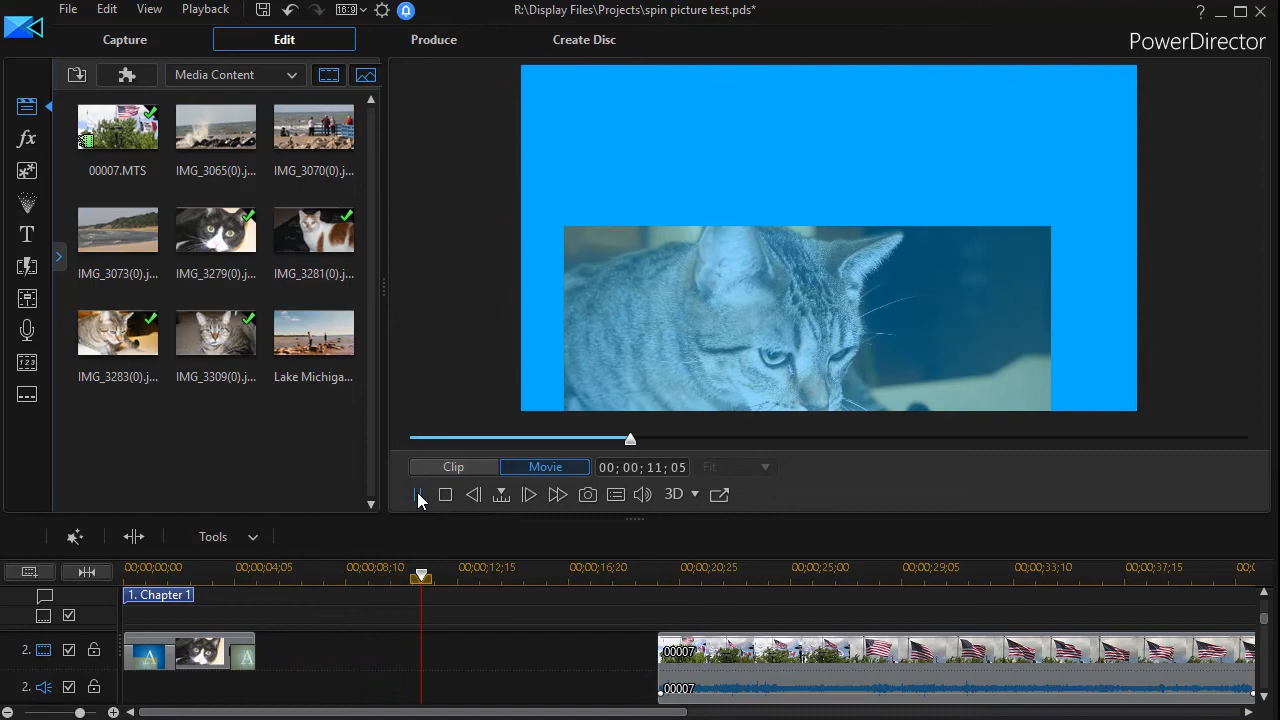 File Edit View Playback 16:9 R:\Display Files\Projects\spin picture test.pds* ?
Capture Edit Produce Create Disc PowerDirector
Media Content
fx
00007.MTS IMG_3065(0).j... IMG_3070(0).j...
T
IMG_3073(0).j... IMG_3279(0).j... IMG_3281(0).j...
IMG_3283(0).j... IMG_3309(0).j... Lake Michiga...
123
Clip Movie 00; 00; 11; 05 Fit
3D
Tools
00;00;00;00 00;00;04;05 00;00;08;10 00;00;12;15 00;00;16;20 00;00;20;25 00;00;25;00 00;00;29;05 00;00;33;10 00;00;37;15
1. Chapter 1
2. A A 00007
2. 00007